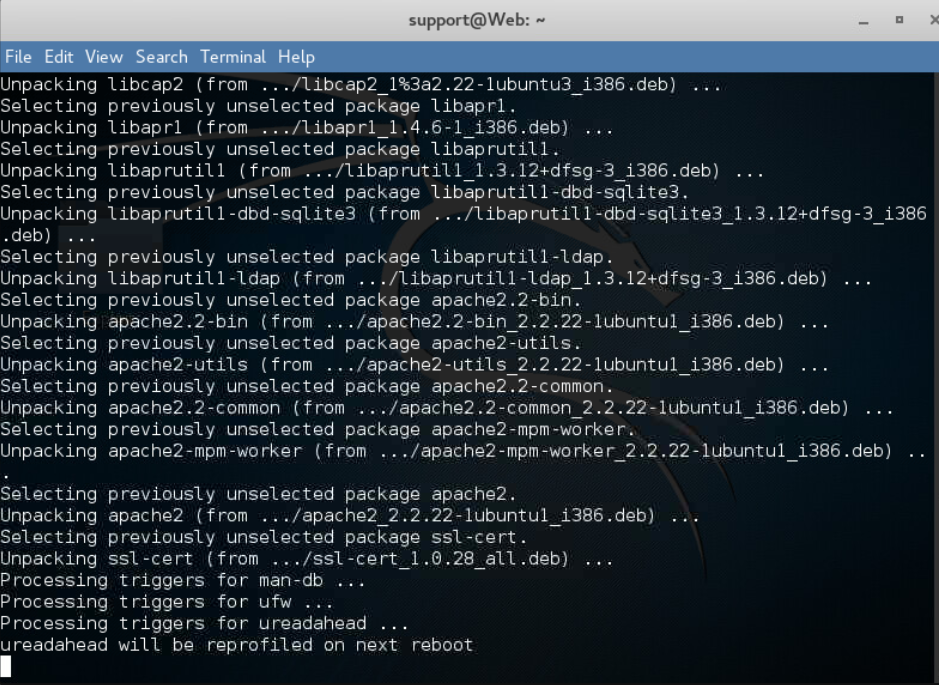 support@Web: ~
File Edit View Search Terminal Help
Unpacking libcap2 (from .../libcap2_1%3a2.22-1ubuntu3_i386.deb) ...
Selecting previously unselected package libapr1.
Unpacking libapr1 (from .../libapr1_1.4.6-1_i386.deb) ...
Selecting previously unselected package libaprutil1.
Unpacking libaprutil1 (from .../libaprutil1_1.3.12+dfsg-3_i386.deb) ...
Selecting previously unselected package libaprutil1-dbd-sqlite3.
Unpacking libaprutil1-dbd-sqlite3 (from .../libaprutil1-dbd-sqlite3_1.3.12+dfsg-3_i386
.deb) ...
Selecting previously unselected package libaprutil1-ldap.
Unpacking libaprutil1-ldap (from .../libaprutil1-ldap_1.3.12+dfsg-3_i386.deb) ...
Selecting previously unselected package apache2.2-bin.
Unpacking apache2.2-bin (from .../apache2.2-bin_2.2.22-1ubuntu1_i386.deb) ...
Selecting previously unselected package apache2-utils.
Unpacking apache2-utils (from .../apache2-utils_2.2.22-1ubuntu1_i386.deb) ...
Selecting previously unselected package apache2.2-common.
Unpacking apache2.2-common (from .../apache2.2-common_2.2.22-1ubuntu1_i386.deb) ...
Selecting previously unselected package apache2-mpm-worker.
Unpacking apache2-mpm-worker (from .../apache2-mpm-worker_2.2.22-1ubuntu1_i386.deb) ..
.
Selecting previously unselected package apache2.
Unpacking apache2 (from .../apache2_2.2.22-1ubuntu1_i386.deb) ...
Selecting previously unselected package ssl-cert.
Unpacking ssl-cert (from .../ssl-cert_1.0.28_all.deb) ...
Processing triggers for man-db ...
Processing triggers for ufw ...
Processing triggers for ureadahead ...
ureadahead will be reprofiled on next reboot